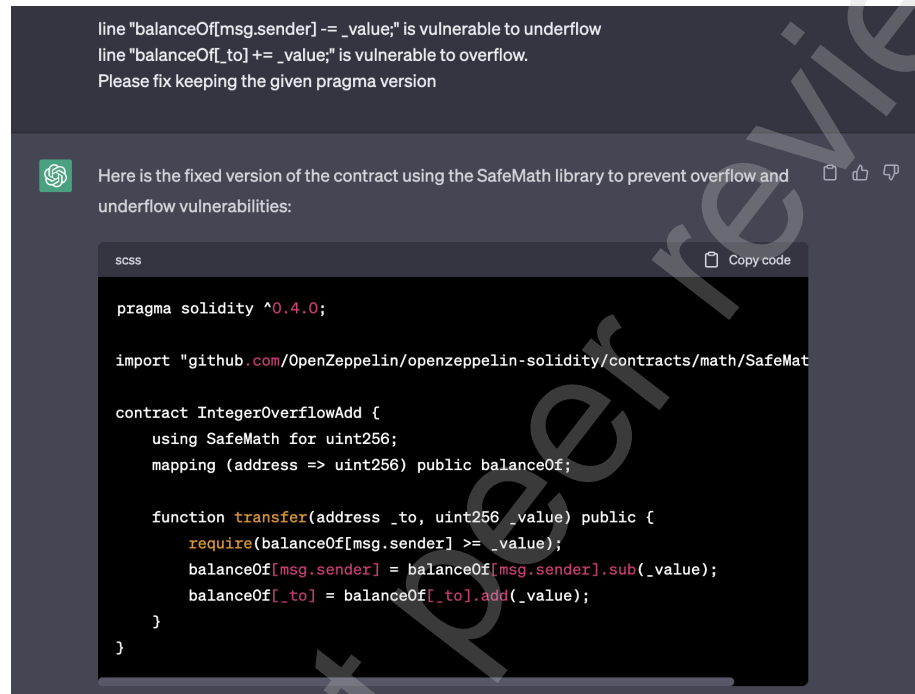 line "balanceOf[msg.sender] -= _value;" is vulnerable to underflow
line "balanceOf[_to] += _value;" is vulnerable to overflow.
Please fix keeping the given pragma version
Here is the fixed version of the contract using the SafeMath library to prevent overflow and
underflow vulnerabilities:
scss
Copy code
pragma solidity ^0.4.0;
import "github.com/OpenZeppelin/openzeppelin-solidity/contracts/math/SafeMat
contract IntegerOverflowAdd {
using SafeMath for uint256;
mapping (address => uint256) public balanceOf;
function transfer(address _to, uint256 _value) public {
require(balanceOf[msg.sender] >= _value);
balanceOf[msg.sender] = balanceOf[msg.sender].sub(_value);
balanceOf[_to] = balanceOf[_to].add(_value);
}
}
t peer revie